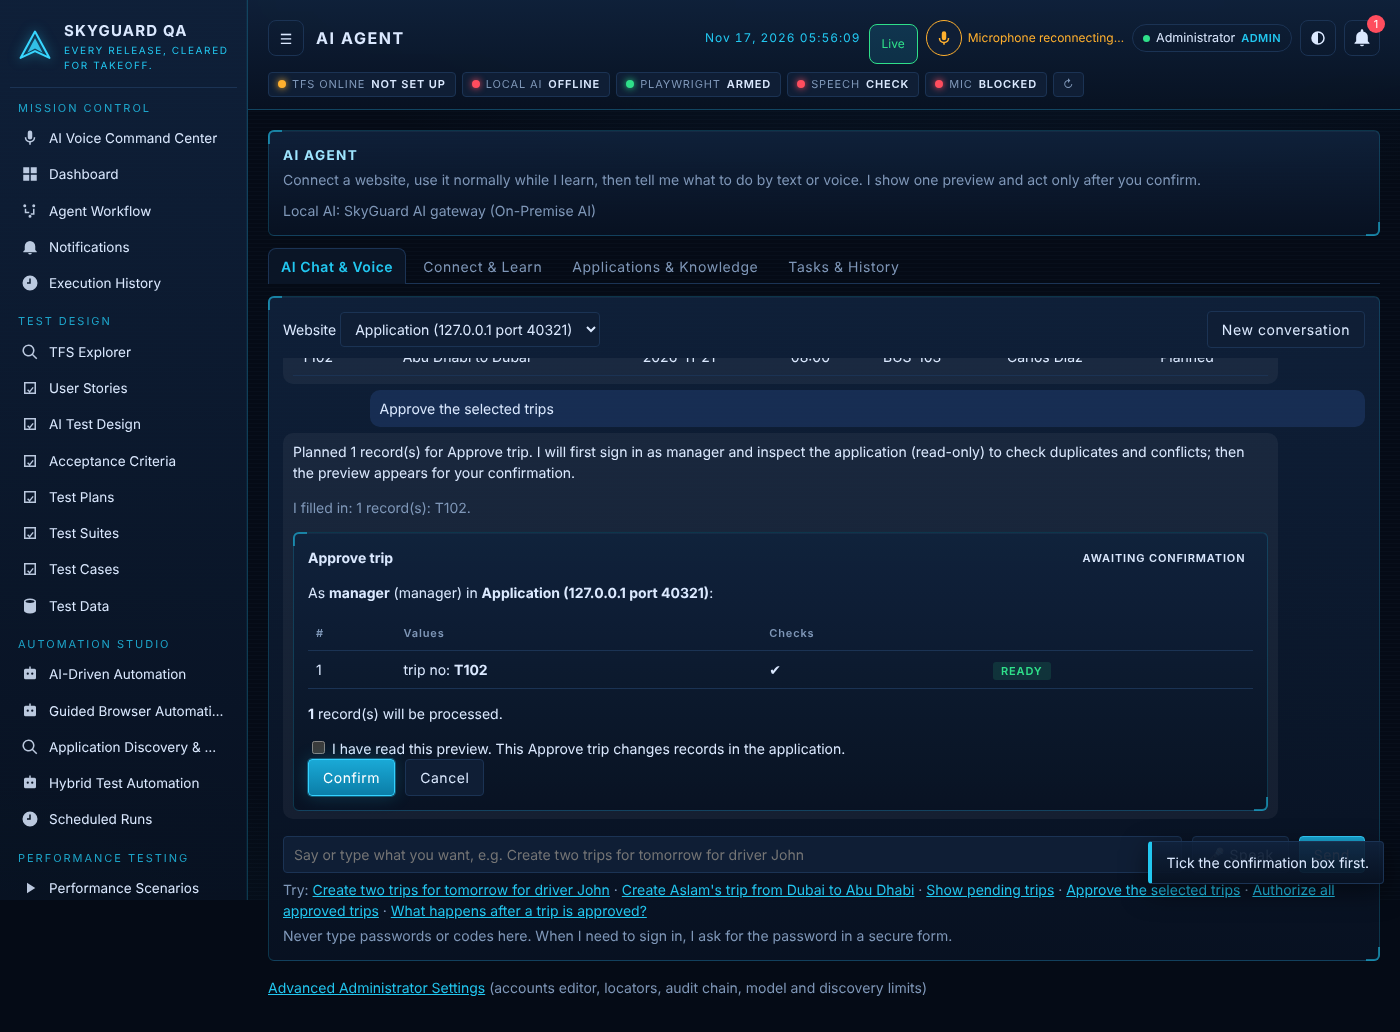 SKYGUARD QA
EVERY RELEASE, CLEARED
FOR TAKEOFF.
MISSION CONTROL
AI Voice Command Center
Dashboard
Agent Workflow
Notifications
Execution History
TEST DESIGN
TFS Explorer
User Stories
AI Test Design
Acceptance Criteria
Test Plans
Test Suites
Test Cases
Test Data
AUTOMATION STUDIO
AI-Driven Automation
Guided Browser Automati...
Application Discovery & ...
Hybrid Test Automation
Scheduled Runs
PERFORMANCE TESTING
Performance Scenarios
AI AGENT
Nov 17, 2026 05:56:09
Live
Microphone reconnecting...
Administrator ADMIN
1
TFS ONLINE NOT SET UP
LOCAL AI OFFLINE
PLAYWRIGHT ARMED
SPEECH CHECK
MIC BLOCKED
AI AGENT
Connect a website, use it normally while I learn, then tell me what to do by text or voice. I show one preview and act only after you confirm.
Local AI: SkyGuard AI gateway (On-Premise AI)
AI Chat & Voice
Connect & Learn
Applications & Knowledge
Tasks & History
Website Application (127.0.0.1 port 40321)
New conversation
T102 Abu Dhabi to Dubai 2026-11-21 08:00 BUS-103 Carlos Diaz Planned
Approve the selected trips
Planned 1 record(s) for Approve trip. I will first sign in as manager and inspect the application (read-only) to check duplicates and conflicts; then
the preview appears for your confirmation.
I filled in: 1 record(s): T102.
Approve trip AWAITING CONFIRMATION
As manager (manager) in Application (127.0.0.1 port 40321):
# Values Checks
1 trip no: T102 ✔ READY
1 record(s) will be processed.
I have read this preview. This Approve trip changes records in the application.
Confirm Cancel
Say or type what you want, e.g. Create two trips for tomorrow for driver John
Tick the confirmation box first.
Try: Create two trips for tomorrow for driver John · Create Aslam's trip from Dubai to Abu Dhabi · Show pending trips · Approve the selected trips · Authorize all
approved trips · What happens after a trip is approved?
Never type passwords or codes here. When I need to sign in, I ask for the password in a secure form.
Advanced Administrator Settings (accounts editor, locators, audit chain, model and discovery limits)